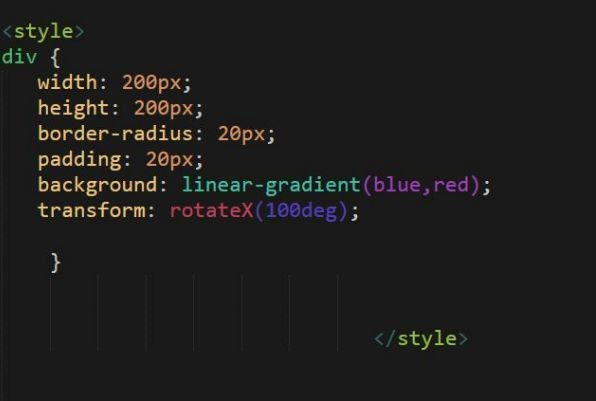 <style>
div {
width: 200px;
height: 200px;
border-radius: 20px;
padding: 20px;
background: linear-gradient(blue,red);
transform: rotateX(100deg);
}
</style>